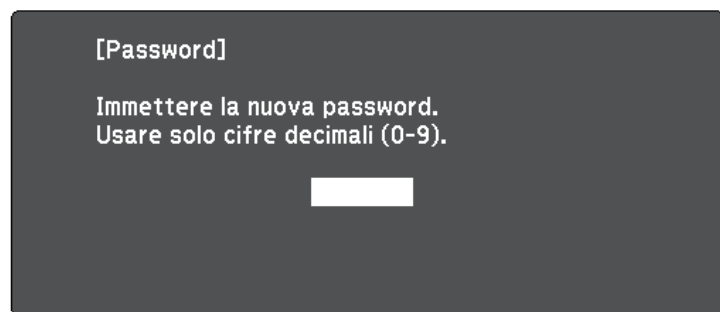 [Password]
Immettere la nuova password.
Usare solo cifre decimali (0-9).